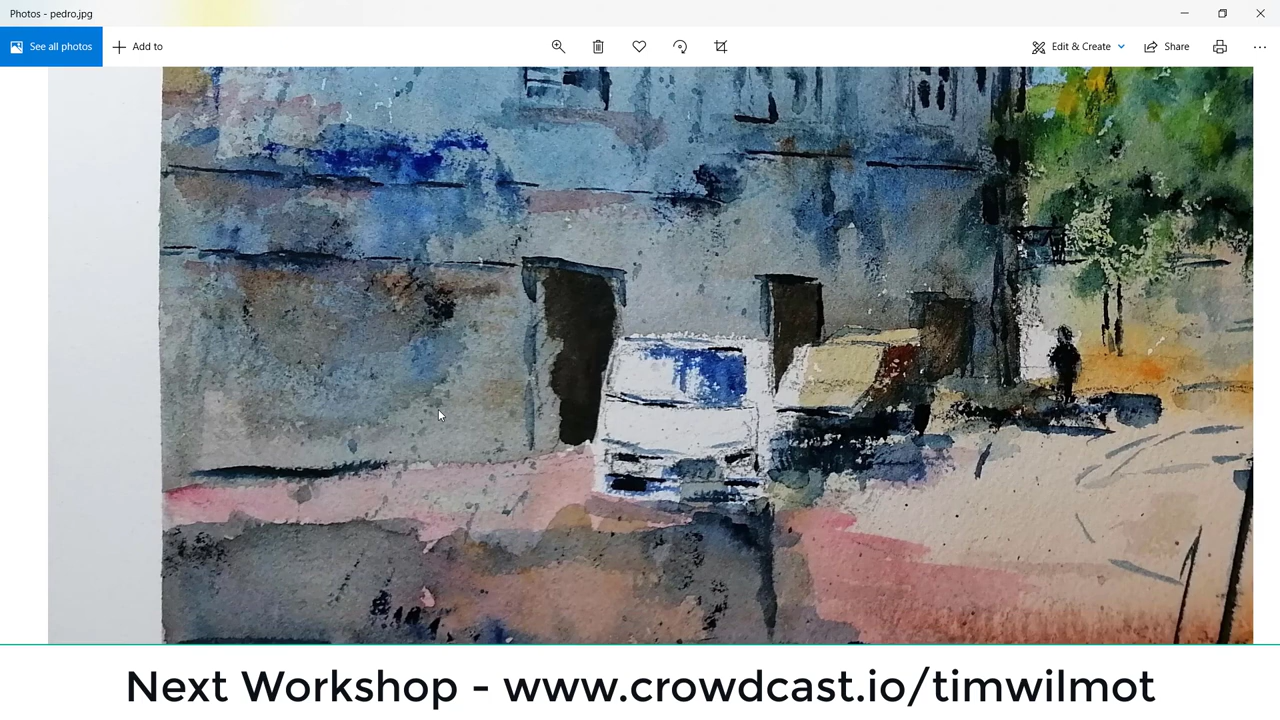 Photos - pedro.jpg
See all photos
Add to
Edit & Create
Share
Next Workshop - www.crowdcast.io/timwilmot